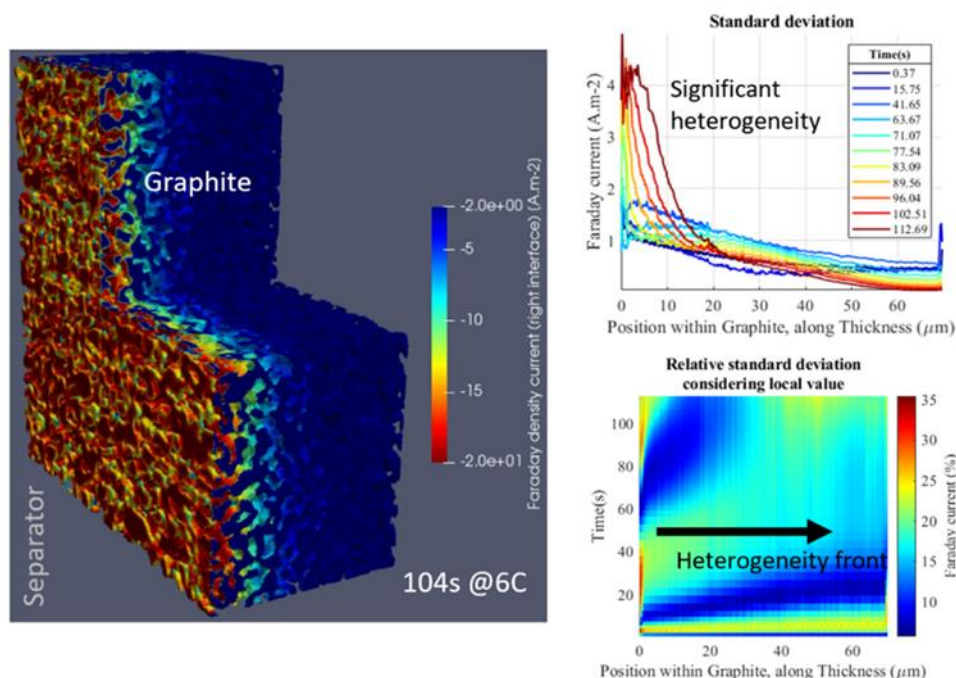 Graphite
Separator
104s @6C
-2.0e+00
-5
-10
-15
-2.0e+01
Faraday density current (right interface) (A.m-2)
Standard deviation
Faraday current (A.m-2)
4
3
2
1
Significant
heterogeneity
Time(s)
0.37
15.75
41.65
63.67
71.07
77.54
83.09
89.56
96.04
102.51
112.69
0 10 20 30 40 50 60
Position within Graphite, along Thickness (μm)
Relative standard deviation
considering local value
Time(s)
100
80
60
40
20
Heterogeneity front
0 20 40 60
Position within Graphite, along Thickness (μm)
35
30
25
20
15
10
Faraday current (%)